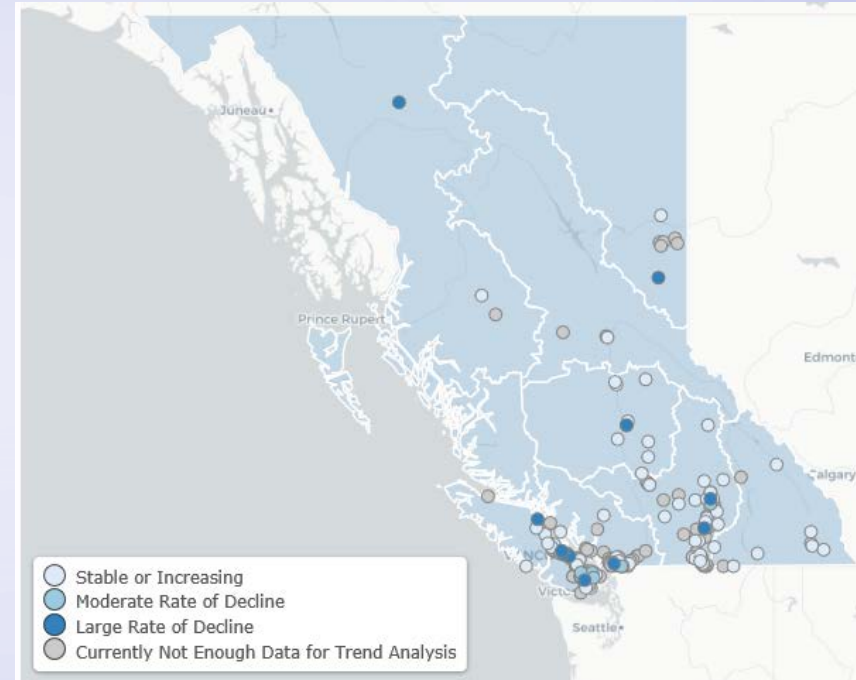 Juneau
Prince Rupert
Edmont
Calgary
NC
Victo
Seattle
Stable or Increasing
Moderate Rate of Decline
Large Rate of Decline
Currently Not Enough Data for Trend Analysis